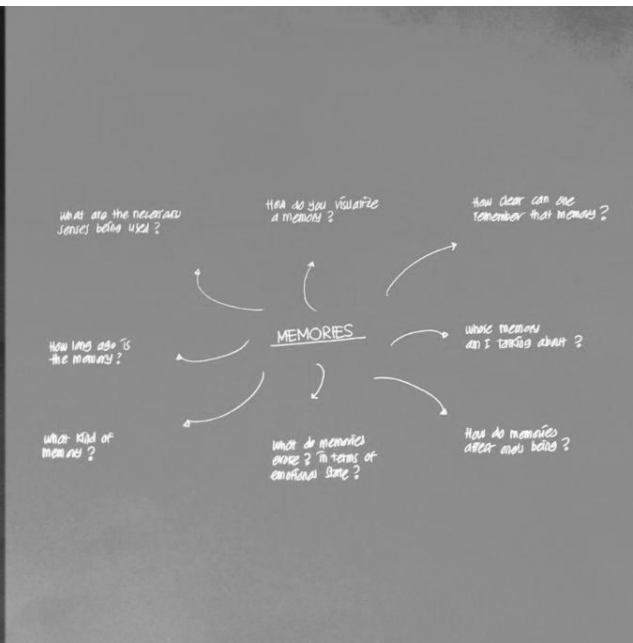 How do you visualize
a memory?
How clear can one
remember that memory?
What are the necessary
senses being used?
MEMORIES
How long ago is
the memory?
whose memory
am I talking about?
What kind of
memory?
What do memories
evoke? in terms of
emotional state?
How do memories
affect one's being?